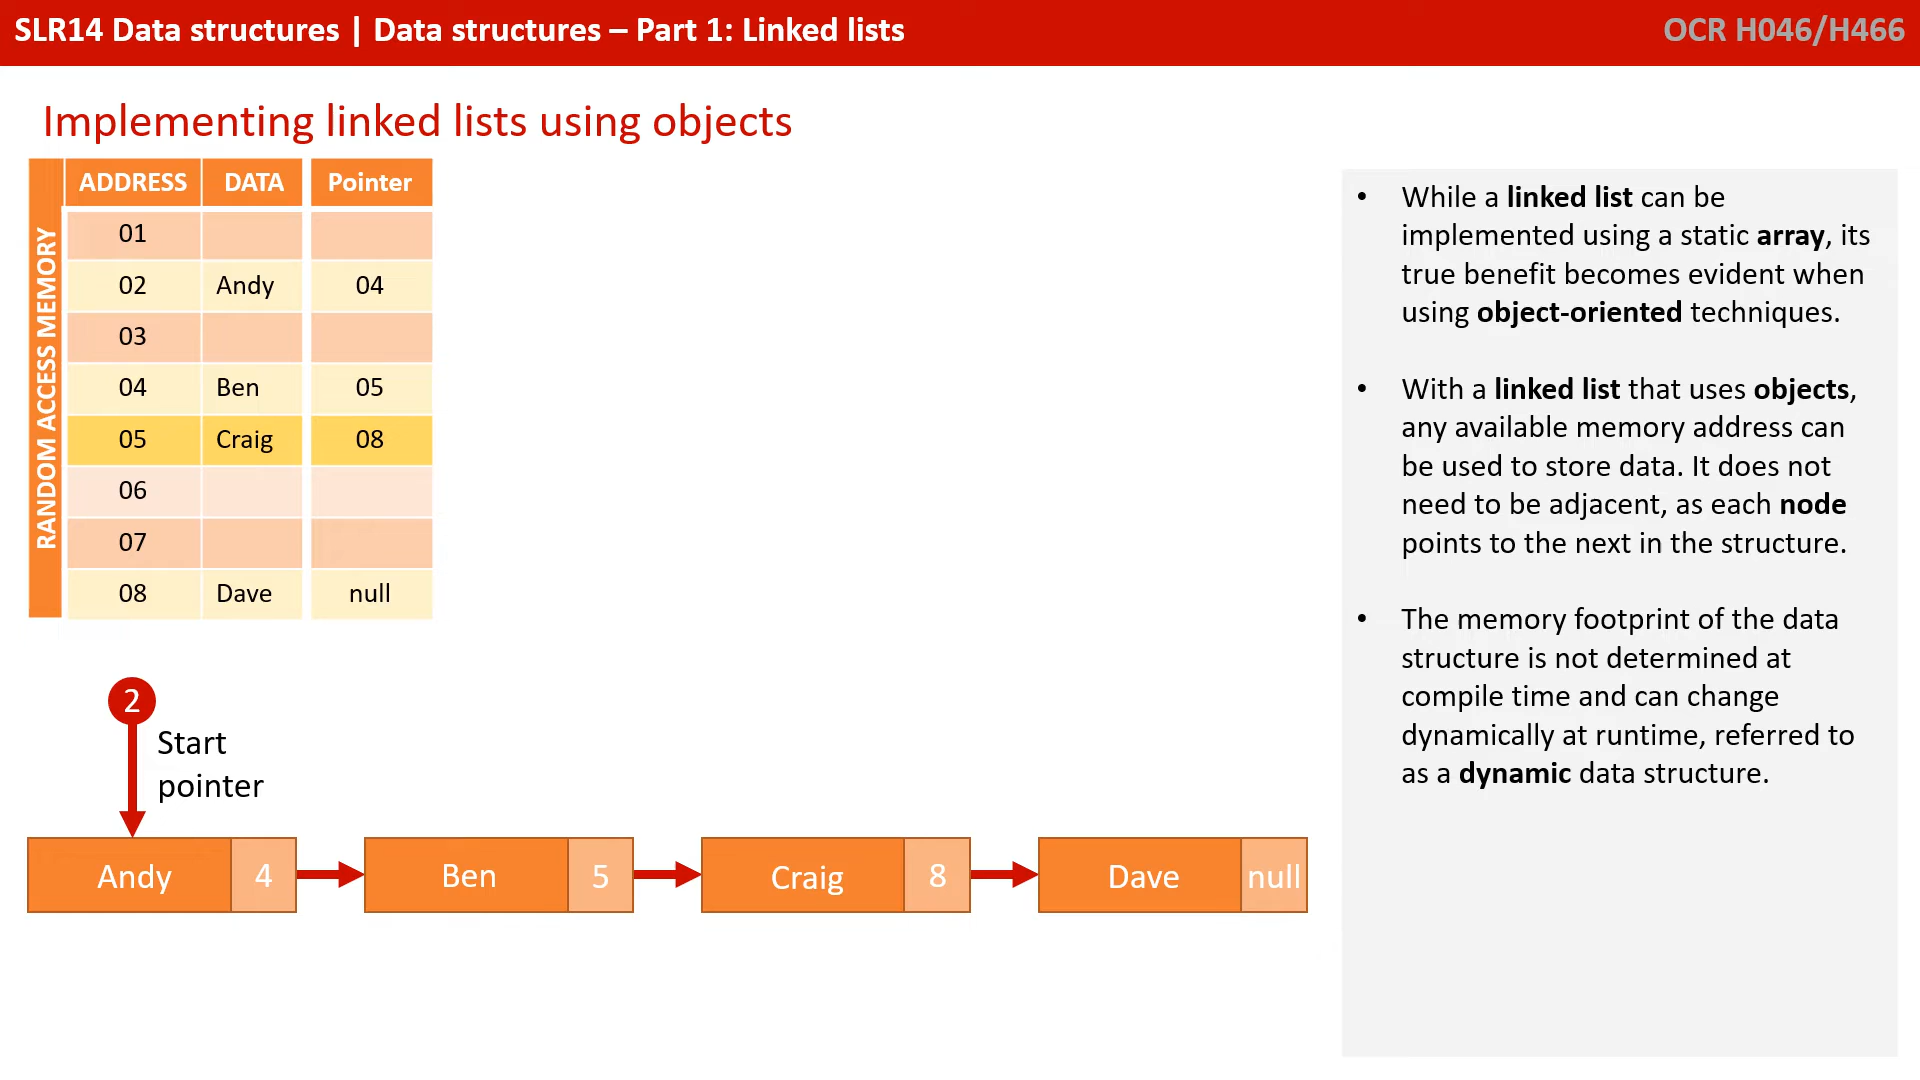 SLR14 Data structures | Data structures – Part 1: Linked lists
OCR H046/H466
Implementing linked lists using objects
RANDOM ACCESS MEMORY
ADDRESS DATA Pointer
01
02 Andy 04
03
04 Ben 05
05 Craig 08
06
07
08 Dave null
2
Start
pointer
Andy 4 Ben 5 Craig 8 Dave null
• While a linked list can be
implemented using a static array, its
true benefit becomes evident when
using object-oriented techniques.
• With a linked list that uses objects,
any available memory address can
be used to store data. It does not
need to be adjacent, as each node
points to the next in the structure.
• The memory footprint of the data
structure is not determined at
compile time and can change
dynamically at runtime, referred to
as a dynamic data structure.